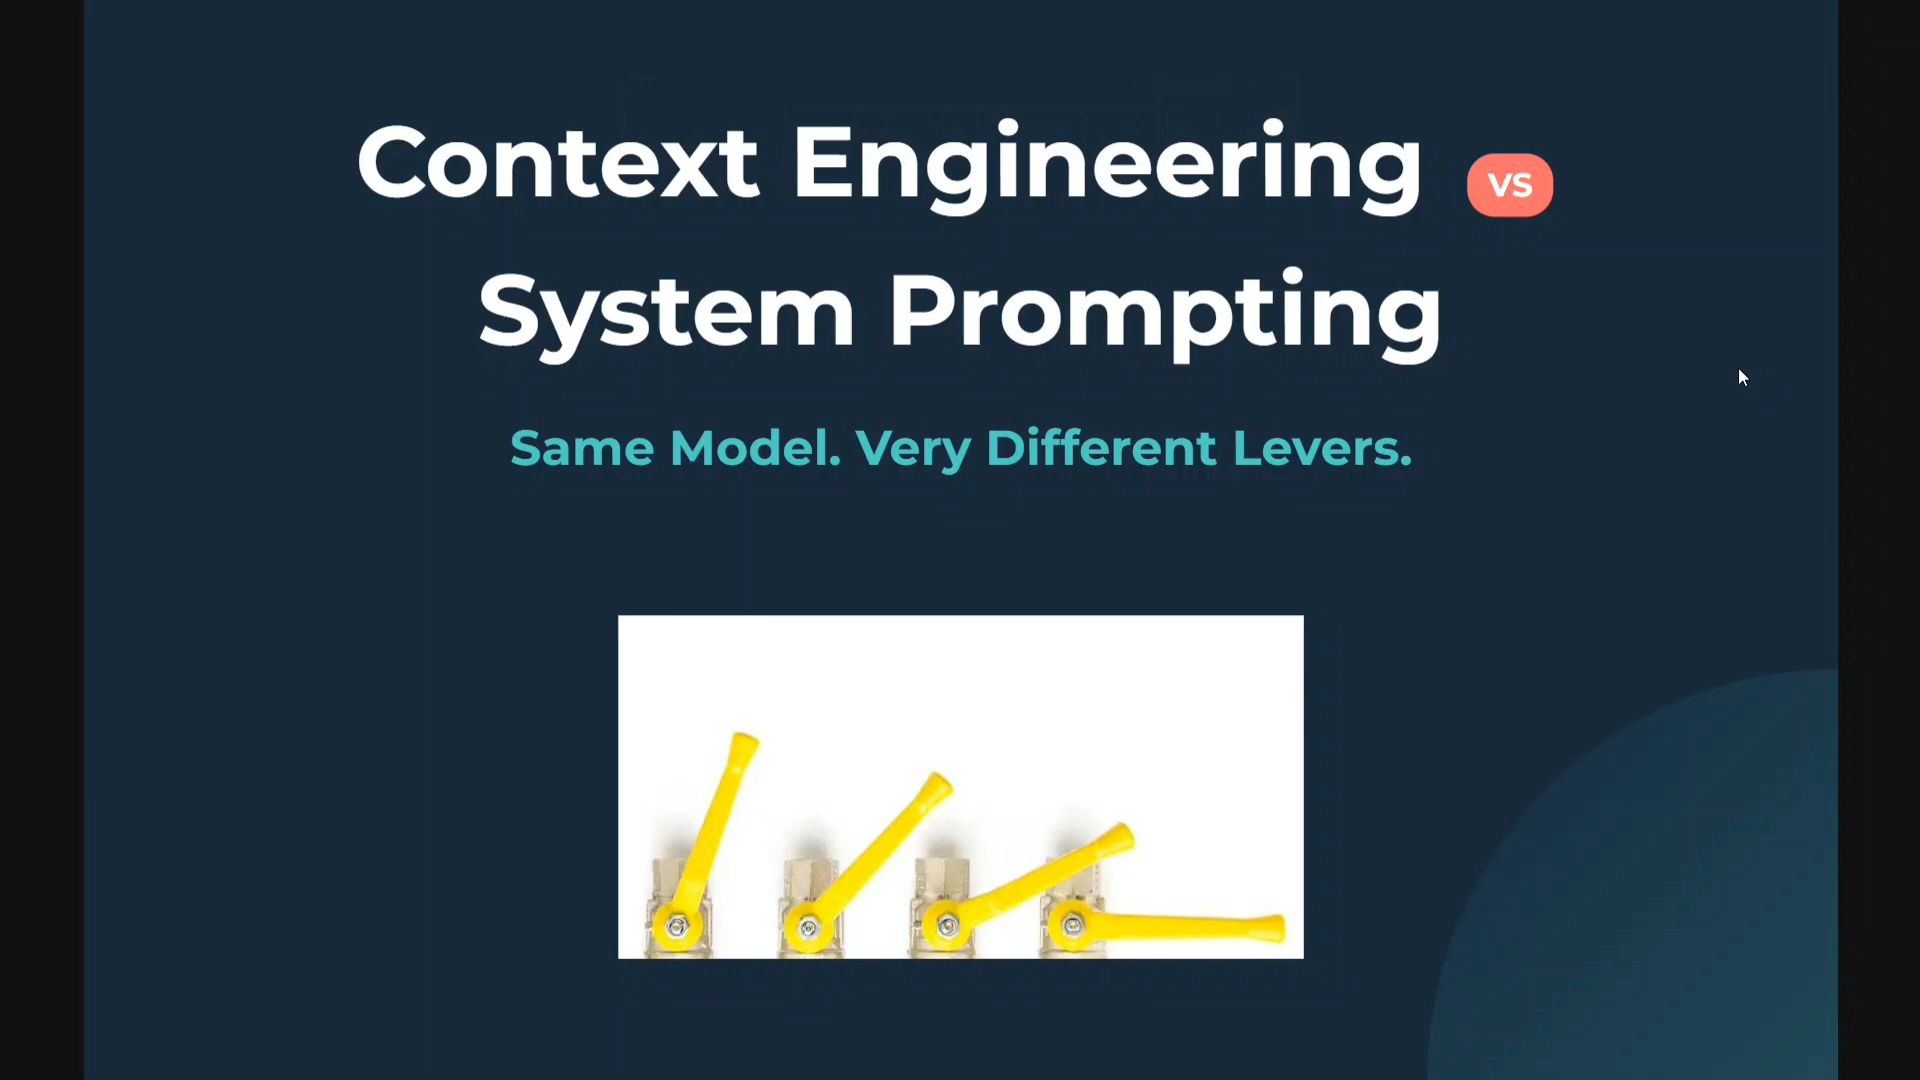 Context Engineering VS
System Prompting
Same Model. Very Different Levers.